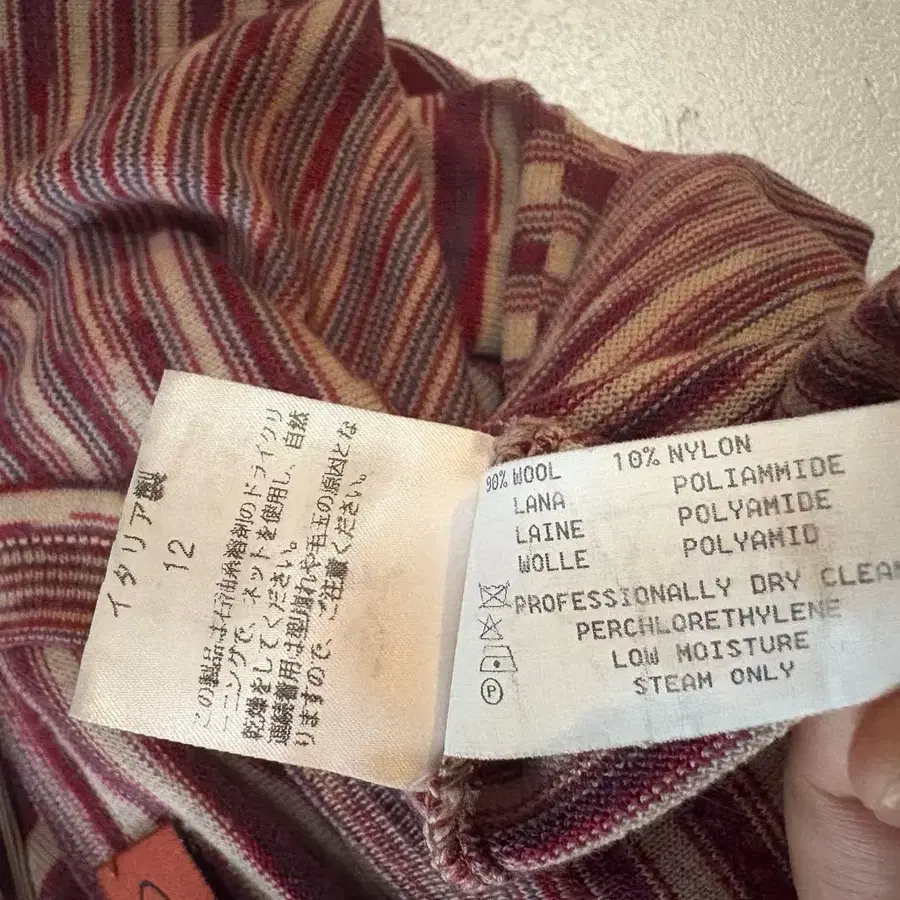 イタリア製
12
この製品は石油系溶剤のドライクリ
ーニングで、ネットを使用し、自然
乾燥をしてください。
連続着用は型崩れや毛玉の原因とな
りますので、ご注意ください。
90% WOOL 10% NYLON
LANA POLIAMMIDE
LAINE POLYAMIDE
WOLLE POLYAMID
PROFESSIONALLY DRY CLEAN
PERCHLORETHYLENE
LOW MOISTURE
STEAM ONLY
P